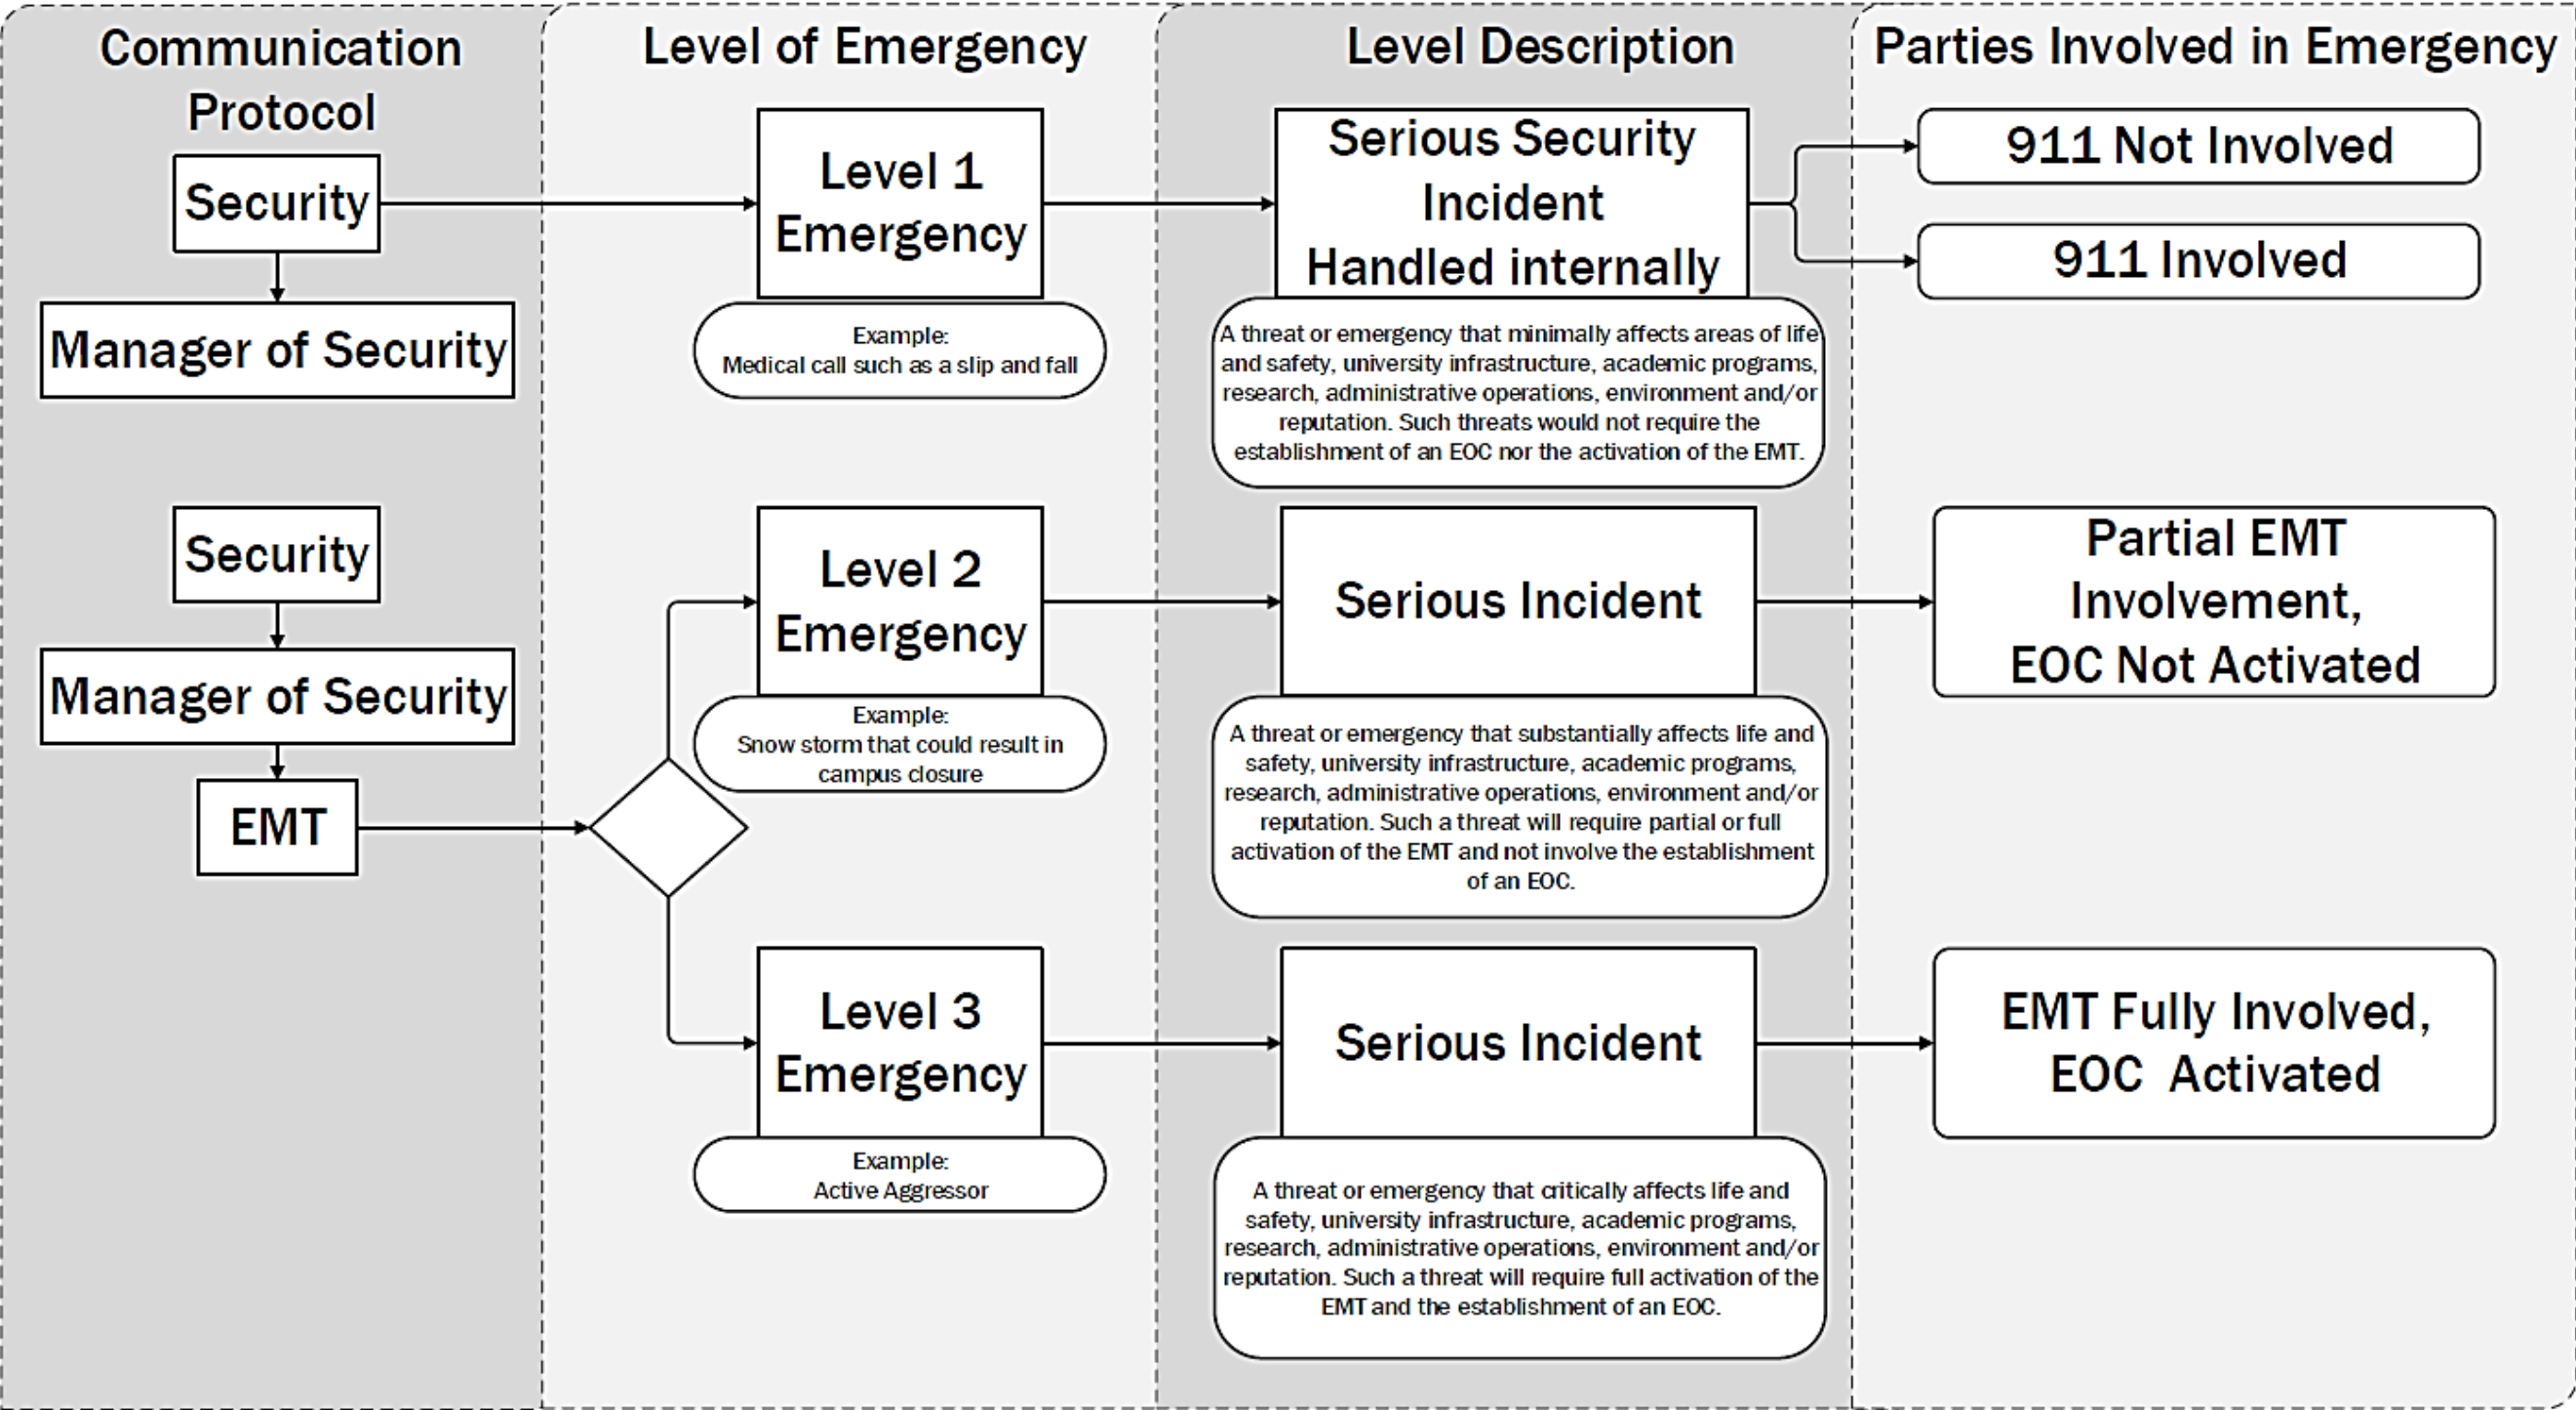 Communication
Protocol
Level of Emergency
Level Description
Parties Involved in Emergency
Security
Manager of Security
Level 1
Emergency
Example:
Medical call such as a slip and fall
Serious Security
Incident
Handled internally
A threat or emergency that minimally affects areas of life
and safety, university infrastructure, academic programs,
research, administrative operations, environment and/or
reputation. Such threats would not require the
establishment of an EOC nor the activation of the EMT.
911 Not Involved
911 Involved
Security
Manager of Security
EMT
Level 2
Emergency
Example:
Snow storm that could result in
campus closure
Serious Incident
A threat or emergency that substantially affects life and
safety, university infrastructure, academic programs,
research, administrative operations, environment and/or
reputation. Such a threat will require partial or full
activation of the EMT and not involve the establishment
of an EOC.
Partial EMT
Involvement,
EOC Not Activated
Level 3
Emergency
Example:
Active Aggressor
Serious Incident
A threat or emergency that critically affects life and
safety, university infrastructure, academic programs,
research, administrative operations, environment and/or
reputation. Such a threat will require full activation of the
EMT and the establishment of an EOC.
EMT Fully Involved,
EOC Activated